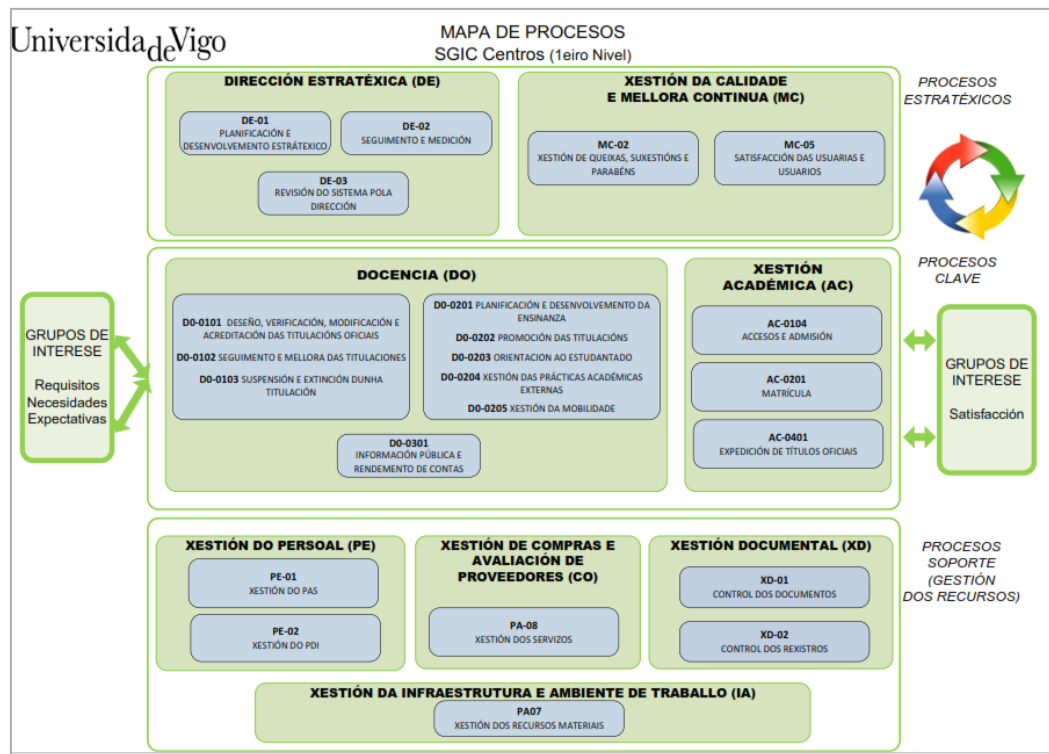 UniversidadeVigo
MAPA DE PROCESOS
SGIC Centros (1eiro Nivel)
DIRECCIÓN ESTRATÉXICA (DE)
DE-01
PLANIFICACIÓN E
DESENVOLVEMENTO ESTRÁTEXICO
DE-02
SEGUIMENTO E MEDICIÓN
DE-03
REVISIÓN DO SISTEMA POLA
DIRECCIÓN
XESTIÓN DA CALIDADE
E MELLORA CONTINUA (MC)
MC-02
XESTIÓN DE QUEIXAS, SUXESTIÓNS E
PARABÉNS
MC-05
SATISFACCIÓN DAS USUARIAS E
USUARIOS
PROCESOS
ESTRATÉXICOS
GRUPOS DE
INTERESE
Requisitos
Necesidades
Expectativas
DOCENCIA (DO)
D0-0101 DESEÑO, VERIFICACIÓN, MODIFICACIÓN E
ACREDITACIÓN DAS TITULACIÓNS OFICIAIS
D0-0102 SEGUIMENTO E MELLORA DAS TITULACIONES
D0-0103 SUSPENSIÓN E EXTINCIÓN DUNHA
TITULACIÓN
D0-0201 PLANIFICACIÓN E DESENVOLVEMENTO DA
ENSINANZA
D0-0202 PROMOCIÓN DAS TITULACIÓNS
D0-0203 ORIENTACION AO ESTUDANTADO
D0-0204 XESTIÓN DAS PRÁCTICAS ACADÉMICAS
EXTERNAS
D0-0205 XESTIÓN DA MOBILIDADE
D0-0301
INFORMACIÓN PÚBLICA E
RENDEMENTO DE CONTAS
XESTIÓN
ACADÉMICA (AC)
AC-0104
ACCESOS E ADMISIÓN
AC-0201
MATRÍCULA
AC-0401
EXPEDICIÓN DE TÍTULOS OFICIAIS
PROCESOS
CLAVE
GRUPOS DE
INTERESE
Satisfacción
XESTIÓN DO PERSOAL (PE)
PE-01
XESTIÓN DO PAS
PE-02
XESTIÓN DO PDI
XESTIÓN DE COMPRAS E
AVALIACIÓN DE
PROVEEDORES (CO)
PA-08
XESTIÓN DOS SERVIZOS
XESTIÓN DOCUMENTAL (XD)
XD-01
CONTROL DOS DOCUMENTOS
XD-02
CONTROL DOS REXISTROS
PROCESOS
SOPORTE
(GESTIÓN
DOS RECURSOS)
XESTIÓN DA INFRAESTRUTURA E AMBIENTE DE TRABALLO (IA)
PA07
XESTIÓN DOS RECURSOS MATERIAIS